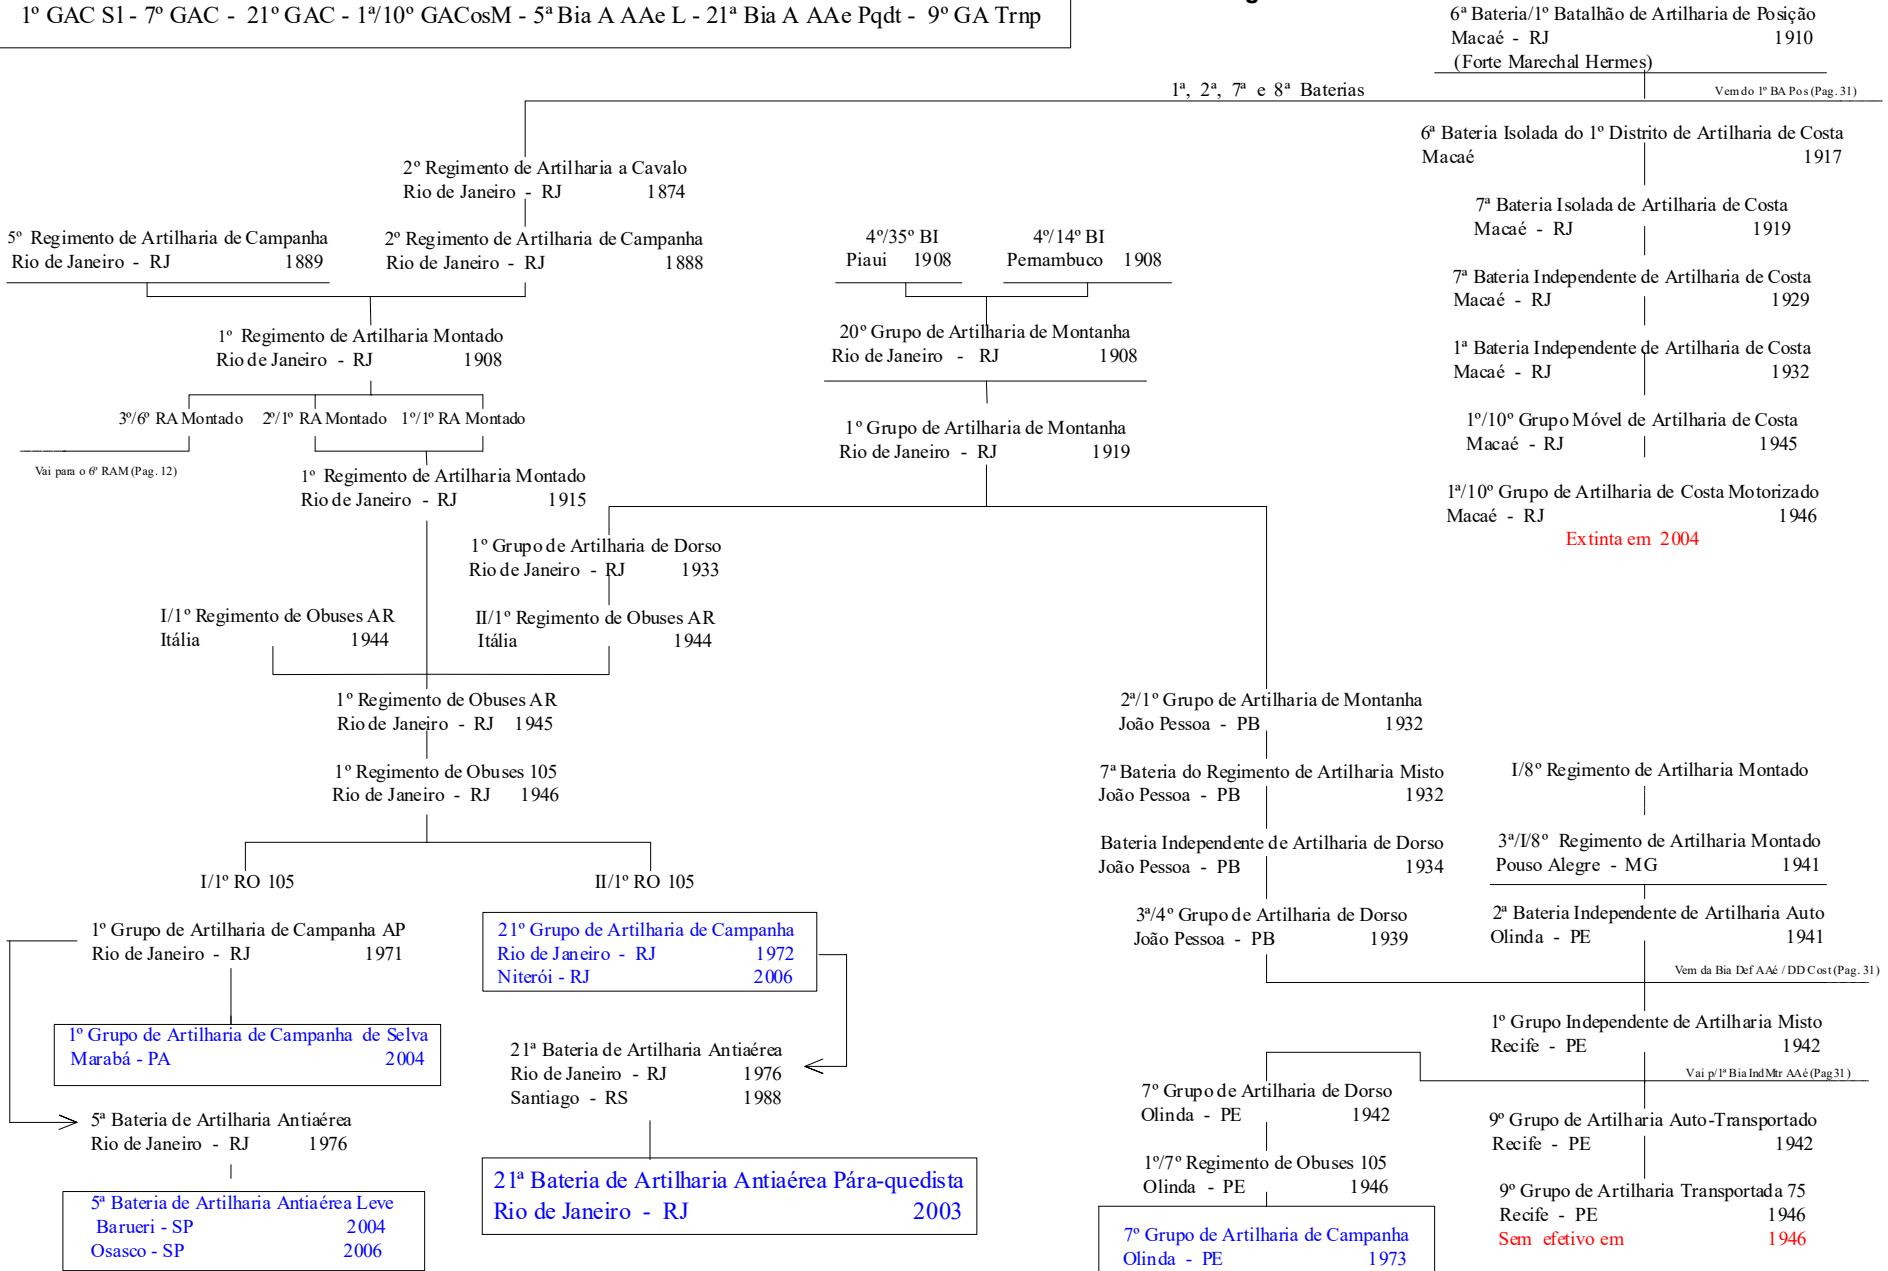 1º GAC Sl - 7º GAC - 21º GAC - 1ª/10º GACosM - 5ª Bia A AAe L - 21ª Bia A AAe Pqdt - 9º GA Trnp
6ª Bateria/1º Batalhão de Artilharia de Posição
Macaé - RJ 1910
(Forte Marechal Hermes)
1ª, 2ª, 7ª e 8ª Baterias
Vem do 1º BA Pos (Pag. 31)
6ª Bateria Isolada do 1º Distrito de Artilharia de Costa
Macaé 1917
7ª Bateria Isolada de Artilharia de Costa
Macaé - RJ 1919
7ª Bateria Independente de Artilharia de Costa
Macaé - RJ 1929
1ª Bateria Independente de Artilharia de Costa
Macaé - RJ 1932
1º/10º Grupo Móvel de Artilharia de Costa
Macaé - RJ 1945
1ª/10º Grupo de Artilharia de Costa Motorizado
Macaé - RJ 1946
Extinta em 2004
2º Regimento de Artilharia a Cavalo
Rio de Janeiro - RJ 1874
5º Regimento de Artilharia de Campanha
Rio de Janeiro - RJ 1889
2º Regimento de Artilharia de Campanha
Rio de Janeiro - RJ 1888
4º/35º BI
Piaui 1908
4º/14º BI
Pernambuco 1908
1º Regimento de Artilharia Montado
Rio de Janeiro - RJ 1908
20º Grupo de Artilharia de Montanha
Rio de Janeiro - RJ 1908
3º/6º RA Montado
2º/1º RA Montado
1º/1º RA Montado
Vai para o 6º RAM (Pag. 12)
1º Grupo de Artilharia de Montanha
Rio de Janeiro - RJ 1919
1º Regimento de Artilharia Montado
Rio de Janeiro - RJ 1915
1º Grupo de Artilharia de Dorso
Rio de Janeiro - RJ 1933
I/1º Regimento de Obuses AR
Itália 1944
II/1º Regimento de Obuses AR
Itália 1944
1º Regimento de Obuses AR
Rio de Janeiro - RJ 1945
1º Regimento de Obuses 105
Rio de Janeiro - RJ 1946
I/1º RO 105
II/1º RO 105
1º Grupo de Artilharia de Campanha AP
Rio de Janeiro - RJ 1971
21º Grupo de Artilharia de Campanha
Rio de Janeiro - RJ 1972
Niterói - RJ 2006
1º Grupo de Artilharia de Campanha de Selva
Marabá - PA 2004
21ª Bateria de Artilharia Antiaérea
Rio de Janeiro - RJ 1976
Santiago - RS 1988
5ª Bateria de Artilharia Antiaérea
Rio de Janeiro - RJ 1976
21ª Bateria de Artilharia Antiaérea Pára-quedista
Rio de Janeiro - RJ 2003
5ª Bateria de Artilharia Antiaérea Leve
Barueri - SP 2004
Osasco - SP 2006
2ª/1º Grupo de Artilharia de Montanha
João Pessoa - PB 1932
7ª Bateria do Regimento de Artilharia Misto
João Pessoa - PB 1932
Bateria Independente de Artilharia de Dorso
João Pessoa - PB 1934
3ª/4º Grupo de Artilharia de Dorso
João Pessoa - PB 1939
I/8º Regimento de Artilharia Montado
3ª/I/8º Regimento de Artilharia Montado
Pouso Alegre - MG 1941
2ª Bateria Independente de Artilharia Auto
Olinda - PE 1941
Vem da Bia Def AAé / DD Cost (Pag. 31)
1º Grupo Independente de Artilharia Misto
Recife - PE 1942
Vai p/1ª Bia Ind Mtr AAé (Pag 31)
7º Grupo de Artilharia de Dorso
Olinda - PE 1942
9º Grupo de Artilharia Auto-Transportado
Recife - PE 1942
1º/7º Regimento de Obuses 105
Olinda - PE 1946
9º Grupo de Artilharia Transportada 75
Recife - PE 1946
Sem efetivo em 1946
7º Grupo de Artilharia de Campanha
Olinda - PE 1973